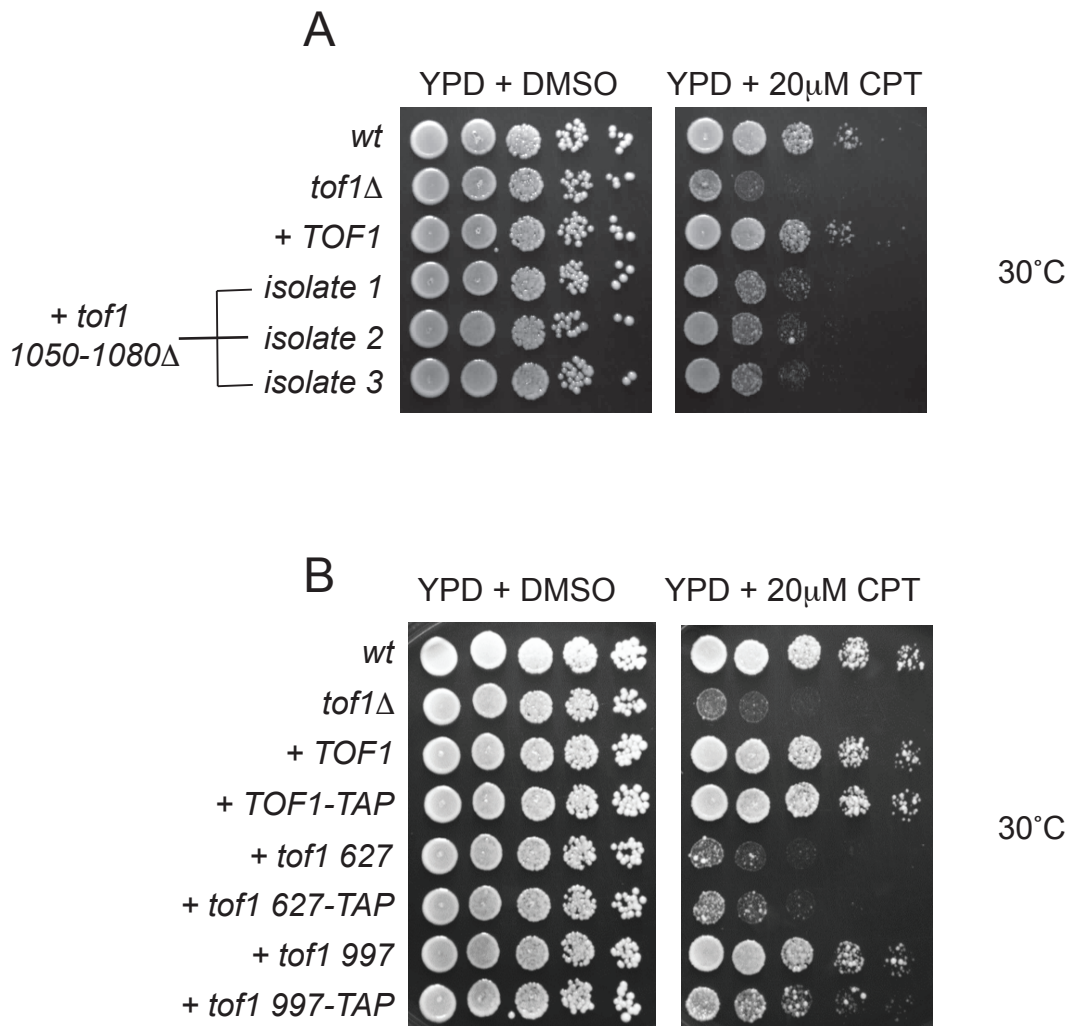 A
YPD + DMSO
YPD + 20µM CPT
wt
tof1Δ
+ TOF1
isolate 1
+ tof1
1050-1080Δ
isolate 2
isolate 3
30˚C
B
YPD + DMSO
YPD + 20µM CPT
wt
tof1Δ
+ TOF1
+ TOF1-TAP
+ tof1 627
+ tof1 627-TAP
+ tof1 997
+ tof1 997-TAP
30˚C